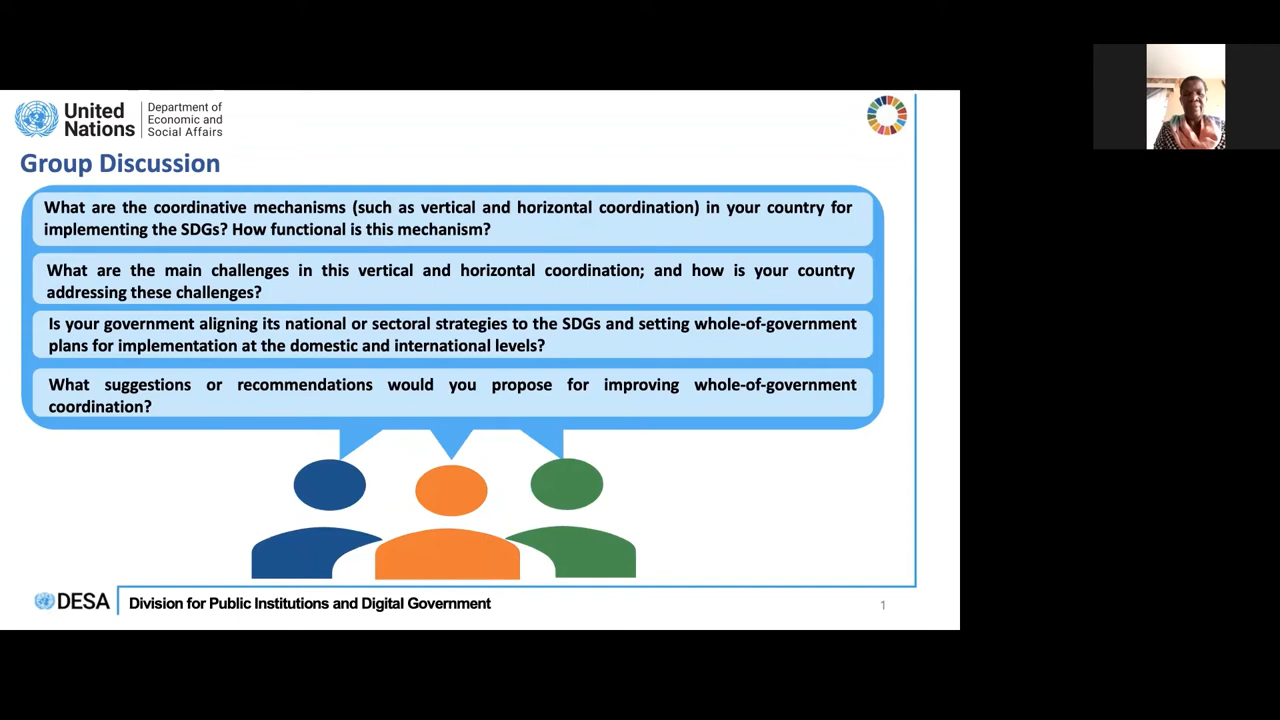 United
Nations
Department of
Economic and
Social Affairs
Group Discussion
What are the coordinative mechanisms (such as vertical and horizontal coordination) in your country for
implementing the SDGs? How functional is this mechanism?
What are the main challenges in this vertical and horizontal coordination; and how is your country
addressing these challenges?
Is your government aligning its national or sectoral strategies to the SDGs and setting whole-of-government
plans for implementation at the domestic and international levels?
What suggestions or recommendations would you propose for improving whole-of-government
coordination?
DESA
Division for Public Institutions and Digital Government
1